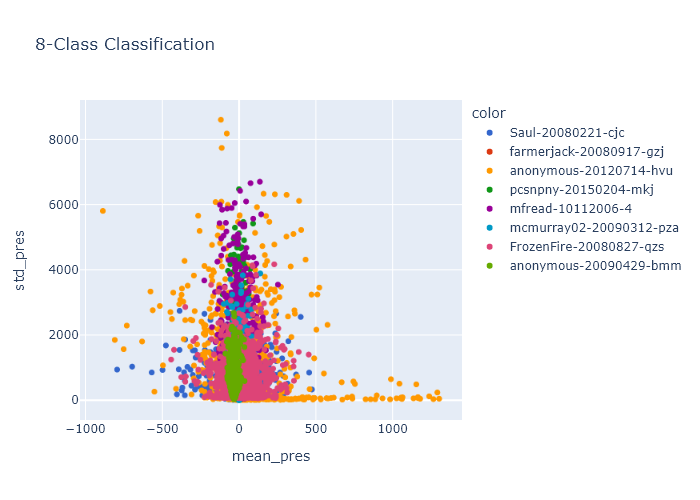 8-Class Classification
color
Saul-20080221-cjc
farmerjack-20080917-gzj
anonymous-20120714-hvu
pcsnpny-20150204-mkj
mfread-10112006-4
mcmurray02-20090312-pza
FrozenFire-20080827-qzs
anonymous-20090429-bmm
8000
6000
4000
2000
0
std_pres
−1000 −500 0 500 1000
mean_pres